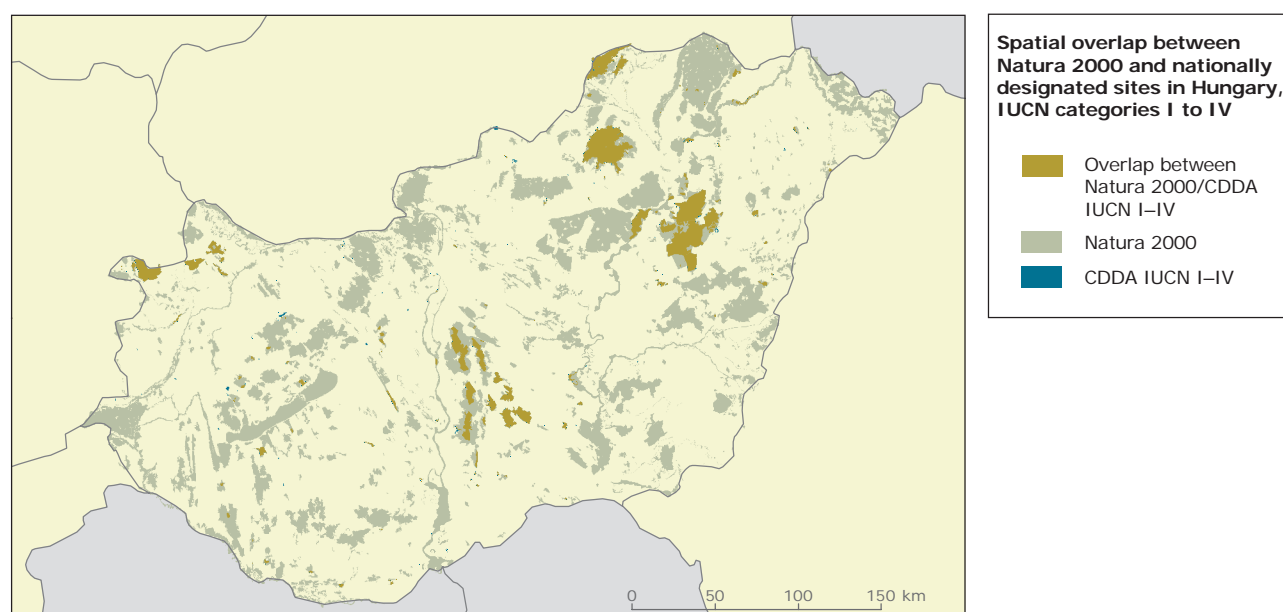 Spatial overlap between
Natura 2000 and nationally
designated sites in Hungary,
IUCN categories I to IV
Overlap between
Natura 2000/CDDA
IUCN I–IV
Natura 2000
CDDA IUCN I–IV
0 50 100 150 km